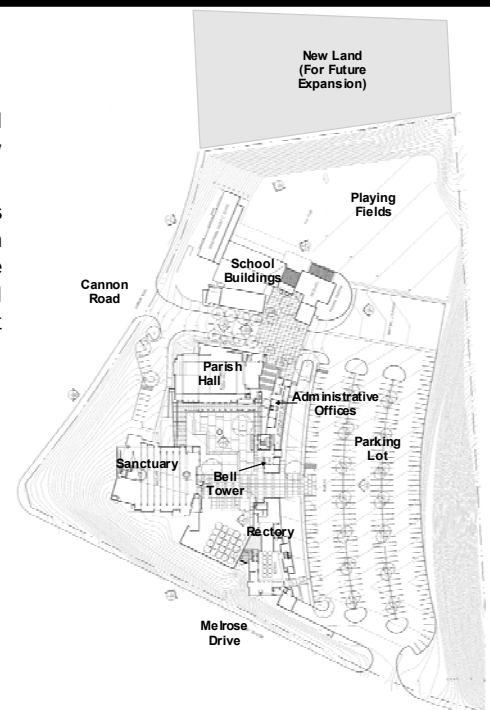 New Land
(For Future
Expansion)
Playing
Fields
School
Buildings
Cannon
Road
Parish
Hall
Administrative
Offices
Parking
Lot
Sanctuary
Bell
Tower
Rectory
Melrose
Drive